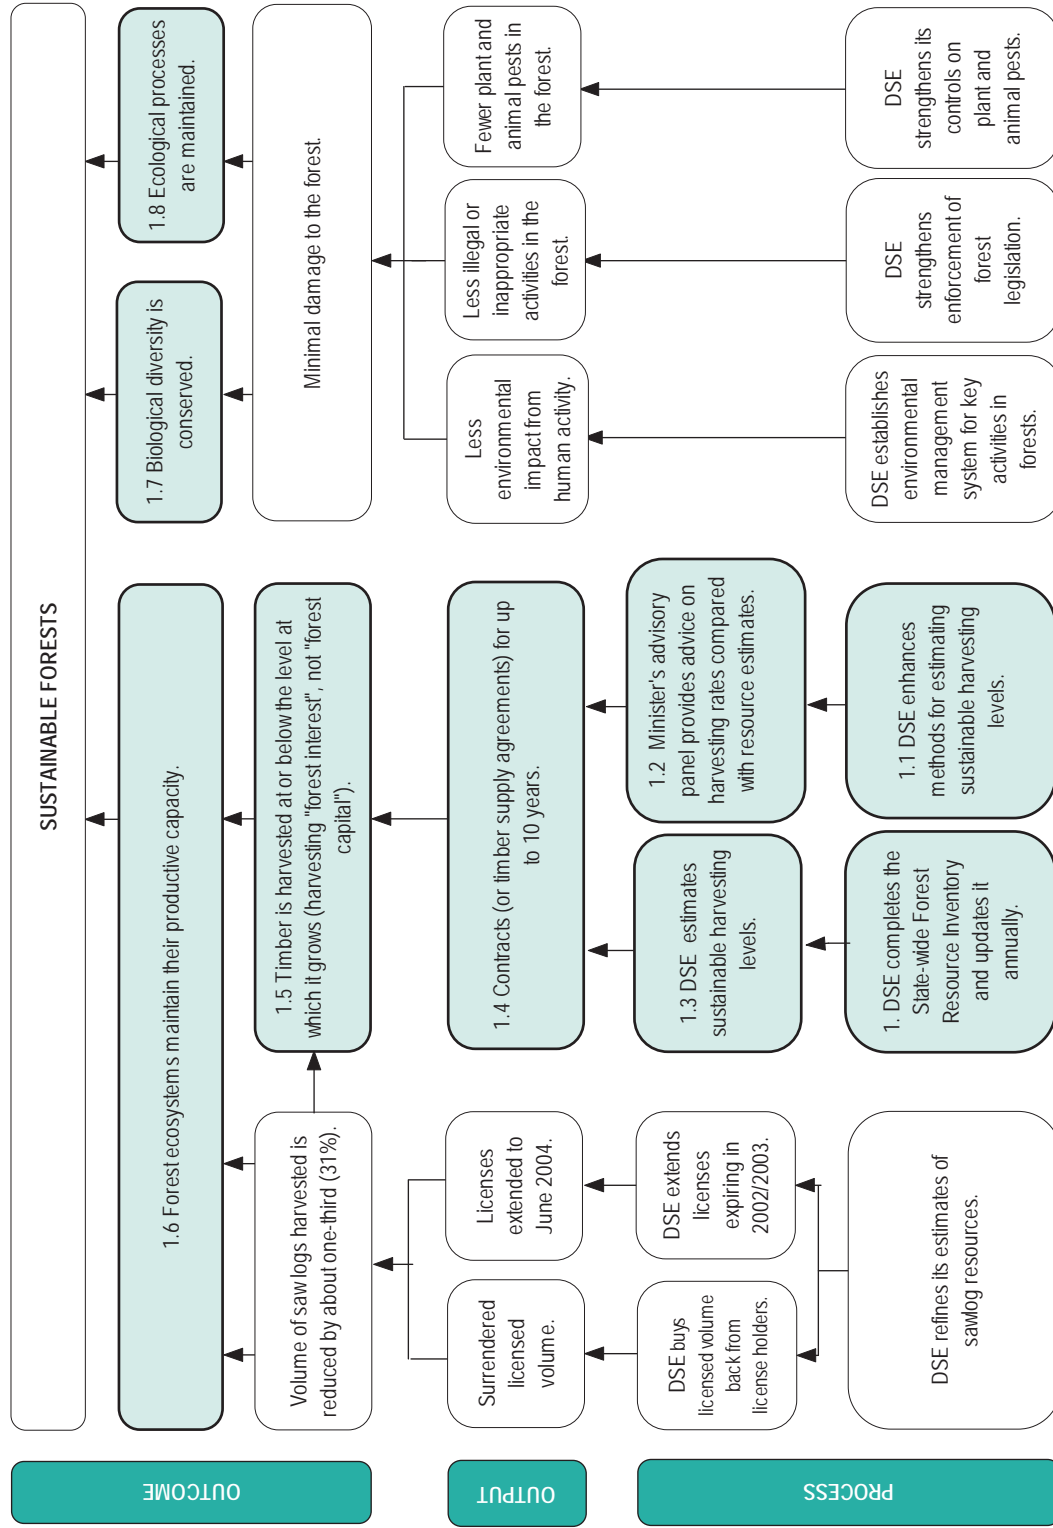 SUSTAINABLE FORESTS
1.6 Forest ecosystems maintain their productive capacity.
1.7 Biological diversity is
conserved.
1.8 Ecological processes
are maintained.
OUTCOME
Volume of sawlogs harvested is
reduced by about one-third (31%).
1.5 Timber is harvested at or below the level at
which it grows (harvesting "forest interest", not "forest
capital").
Minimal damage to the forest.
OUTPUT
Surrendered
licensed
volume.
Licenses
extended to
June 2004.
1.4 Contracts (or timber supply agreements) for up
to 10 years.
Less
environmental
impact from
human activity.
Less illegal or
inappropriate
activities in the
forest.
Fewer plant and
animal pests in
the forest.
PROCESS
DSE buys
licensed volume
back from
license holders.
DSE extends
licenses
expiring in
2002/2003.
1.3 DSE estimates
sustainable harvesting
levels.
1.2 Minister's advisory
panel provides advice on
harvesting rates compared
with resource estimates.
DSE refines its estimates of
sawlog resources.
1. DSE completes the
State-wide Forest
Resource Inventory
and updates it
annually.
1.1 DSE enhances
methods for estimating
sustainable harvesting
levels.
DSE establishes
environmental
management
system for key
activities in
forests.
DSE
strengthens
enforcement of
forest
legislation.
DSE
strengthens its
controls on
plant and
animal pests.